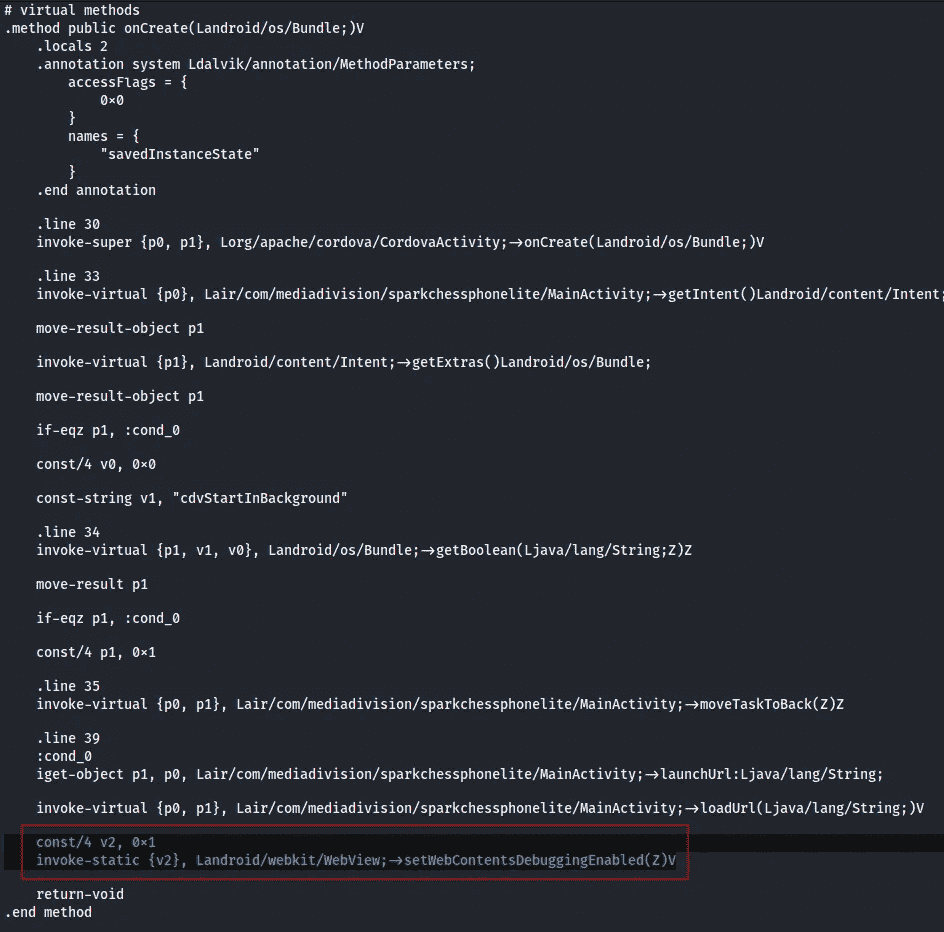 # virtual methods
.method public onCreate(Landroid/os/Bundle;)V
    .locals 2
    .annotation system Ldalvik/annotation/MethodParameters;
        accessFlags = {
            0×0
        }
        names = {
            "savedInstanceState"
        }
    .end annotation

    .line 30
    invoke-super {p0, p1}, Lorg/apache/cordova/CordovaActivity;→onCreate(Landroid/os/Bundle;)V

    .line 33
    invoke-virtual {p0}, Lair/com/mediadivision/sparkchessphonelite/MainActivity;→getIntent()Landroid/content/Intent;

    move-result-object p1

    invoke-virtual {p1}, Landroid/content/Intent;→getExtras()Landroid/os/Bundle;

    move-result-object p1

    if-eqz p1, :cond_0

    const/4 v0, 0×0

    const-string v1, "cdvStartInBackground"

    .line 34
    invoke-virtual {p1, v1, v0}, Landroid/os/Bundle;→getBoolean(Ljava/lang/String;Z)Z

    move-result p1

    if-eqz p1, :cond_0

    const/4 p1, 0×1

    .line 35
    invoke-virtual {p0, p1}, Lair/com/mediadivision/sparkchessphonelite/MainActivity;→moveTaskToBack(Z)Z

    .line 39
    :cond_0
    iget-object p1, p0, Lair/com/mediadivision/sparkchessphonelite/MainActivity;→launchUrl:Ljava/lang/String;

    invoke-virtual {p0, p1}, Lair/com/mediadivision/sparkchessphonelite/MainActivity;→loadUrl(Ljava/lang/String;)V

    const/4 v2, 0×1
    invoke-static {v2}, Landroid/webkit/WebView;→setWebContentsDebuggingEnabled(Z)V

    return-void
.end method